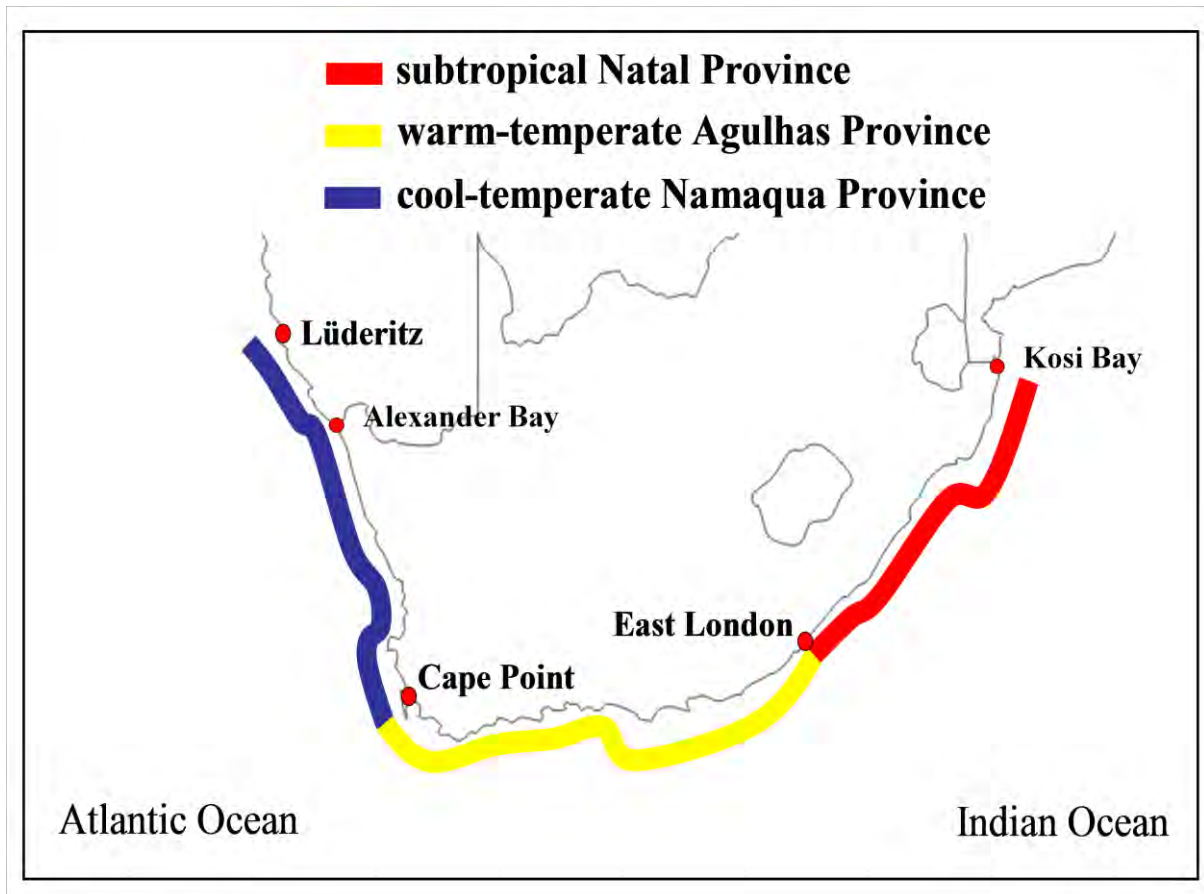 subtropical Natal Province
warm-temperate Agulhas Province
cool-temperate Namaqua Province
Lüderitz
Kosi Bay
Alexander Bay
East London
Cape Point
Atlantic Ocean
Indian Ocean